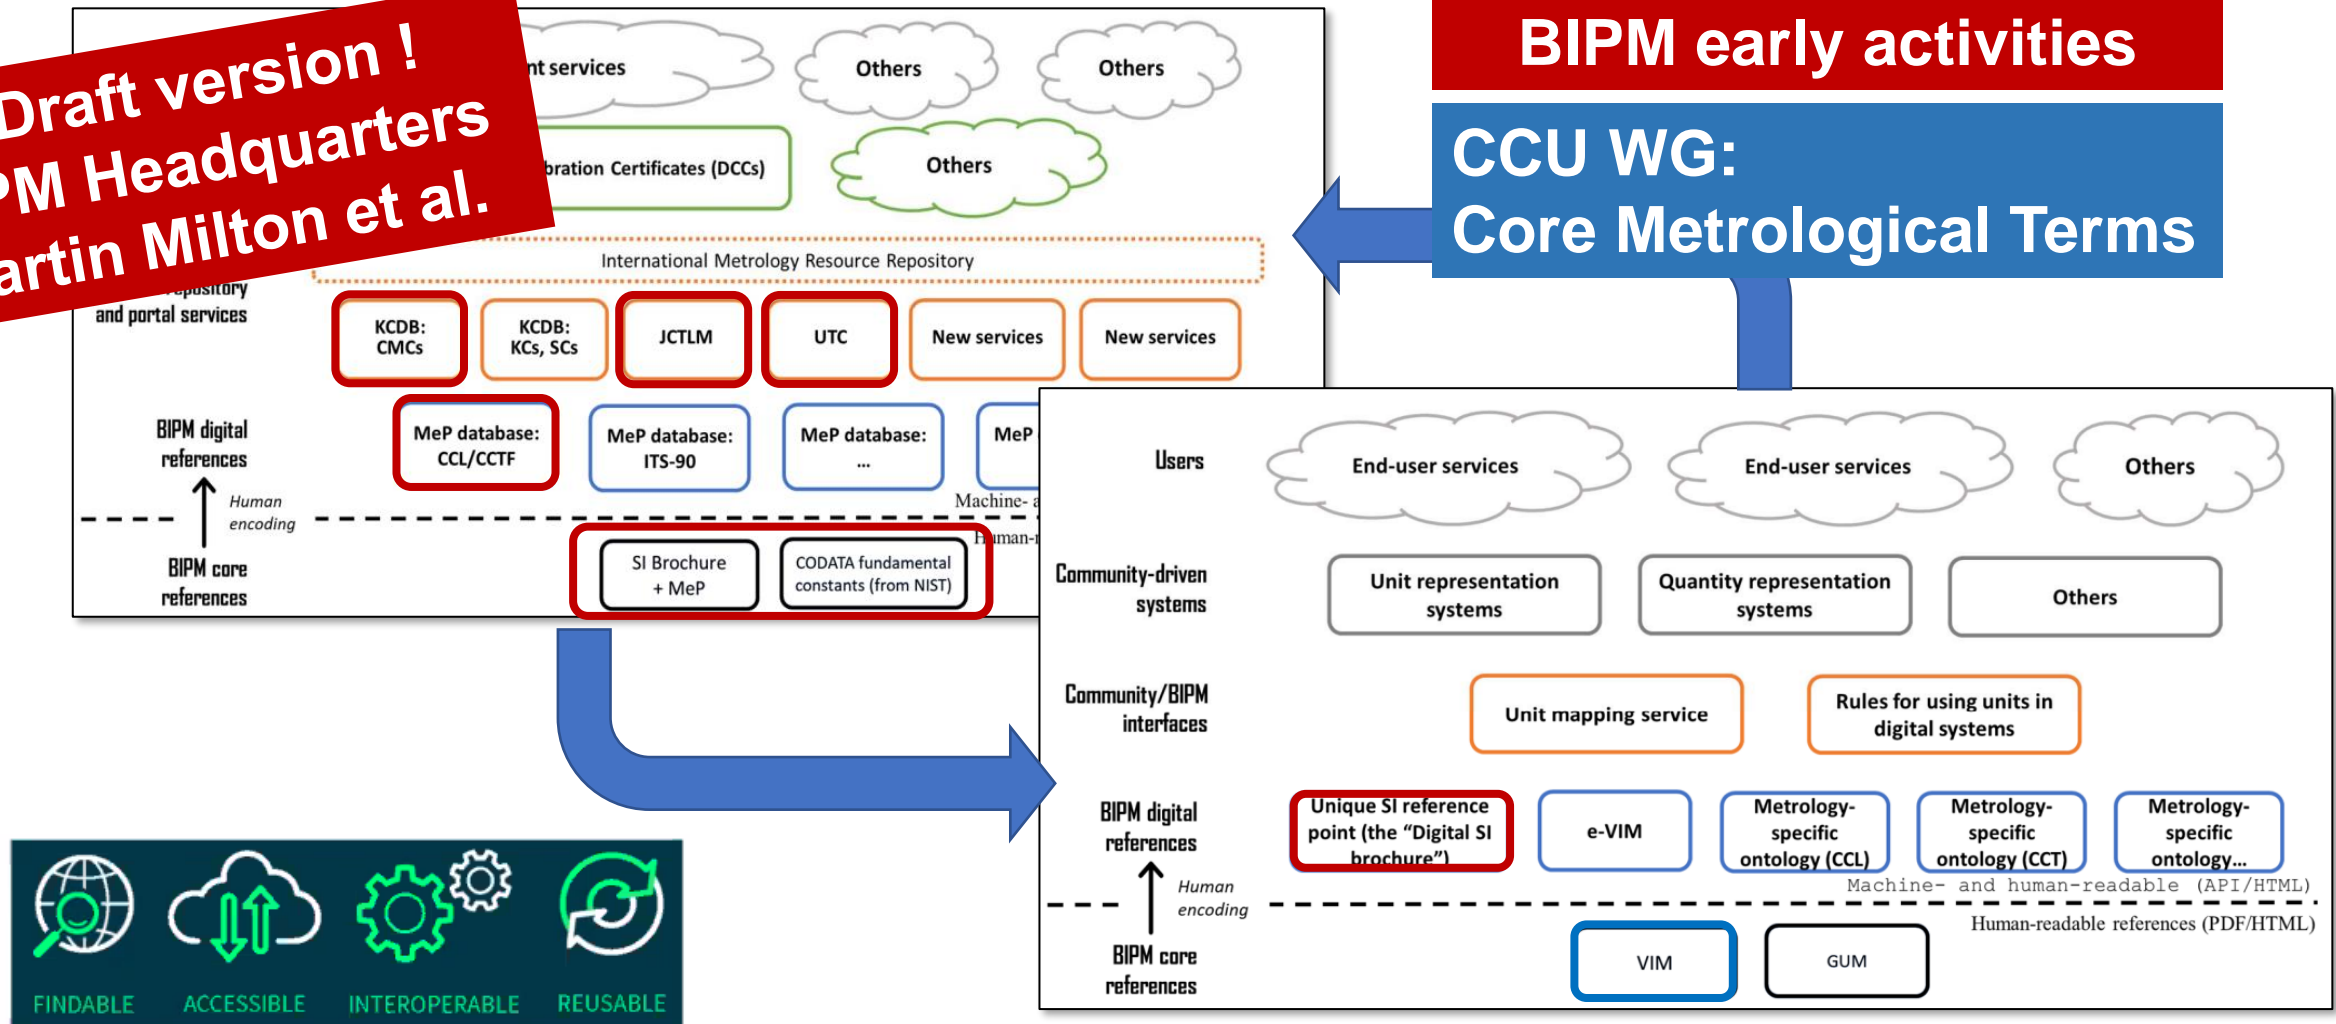 Draft version !
PM Headquarters
artin Milton et al.
nt services
Others
Others
bration Certificates (DCCs)
Others
International Metrology Resource Repository
repository
and portal services
KCDB:
CMCs
KCDB:
KCs, SCs
JCTLM
UTC
New services
New services
BIPM digital
references
MeP database:
CCL/CCTF
MeP database:
ITS-90
MeP database:
...
MeP
Human
encoding
Machine- a
Human-r
BIPM core
references
SI Brochure
+ MeP
CODATA fundamental
constants (from NIST)
BIPM early activities
CCU WG:
Core Metrological Terms
Users
End-user services
End-user services
Others
Community-driven
systems
Unit representation
systems
Quantity representation
systems
Others
Community/BIPM
interfaces
Unit mapping service
Rules for using units in
digital systems
BIPM digital
references
Unique SI reference
point (the “Digital SI
brochure”)
e-VIM
Metrology-
specific
ontology (CCL)
Metrology-
specific
ontology (CCT)
Metrology-
specific
ontology...
Human
encoding
Machine- and human-readable (API/HTML)
Human-readable references (PDF/HTML)
BIPM core
references
VIM
GUM
FINDABLE
ACCESSIBLE
INTEROPERABLE
REUSABLE